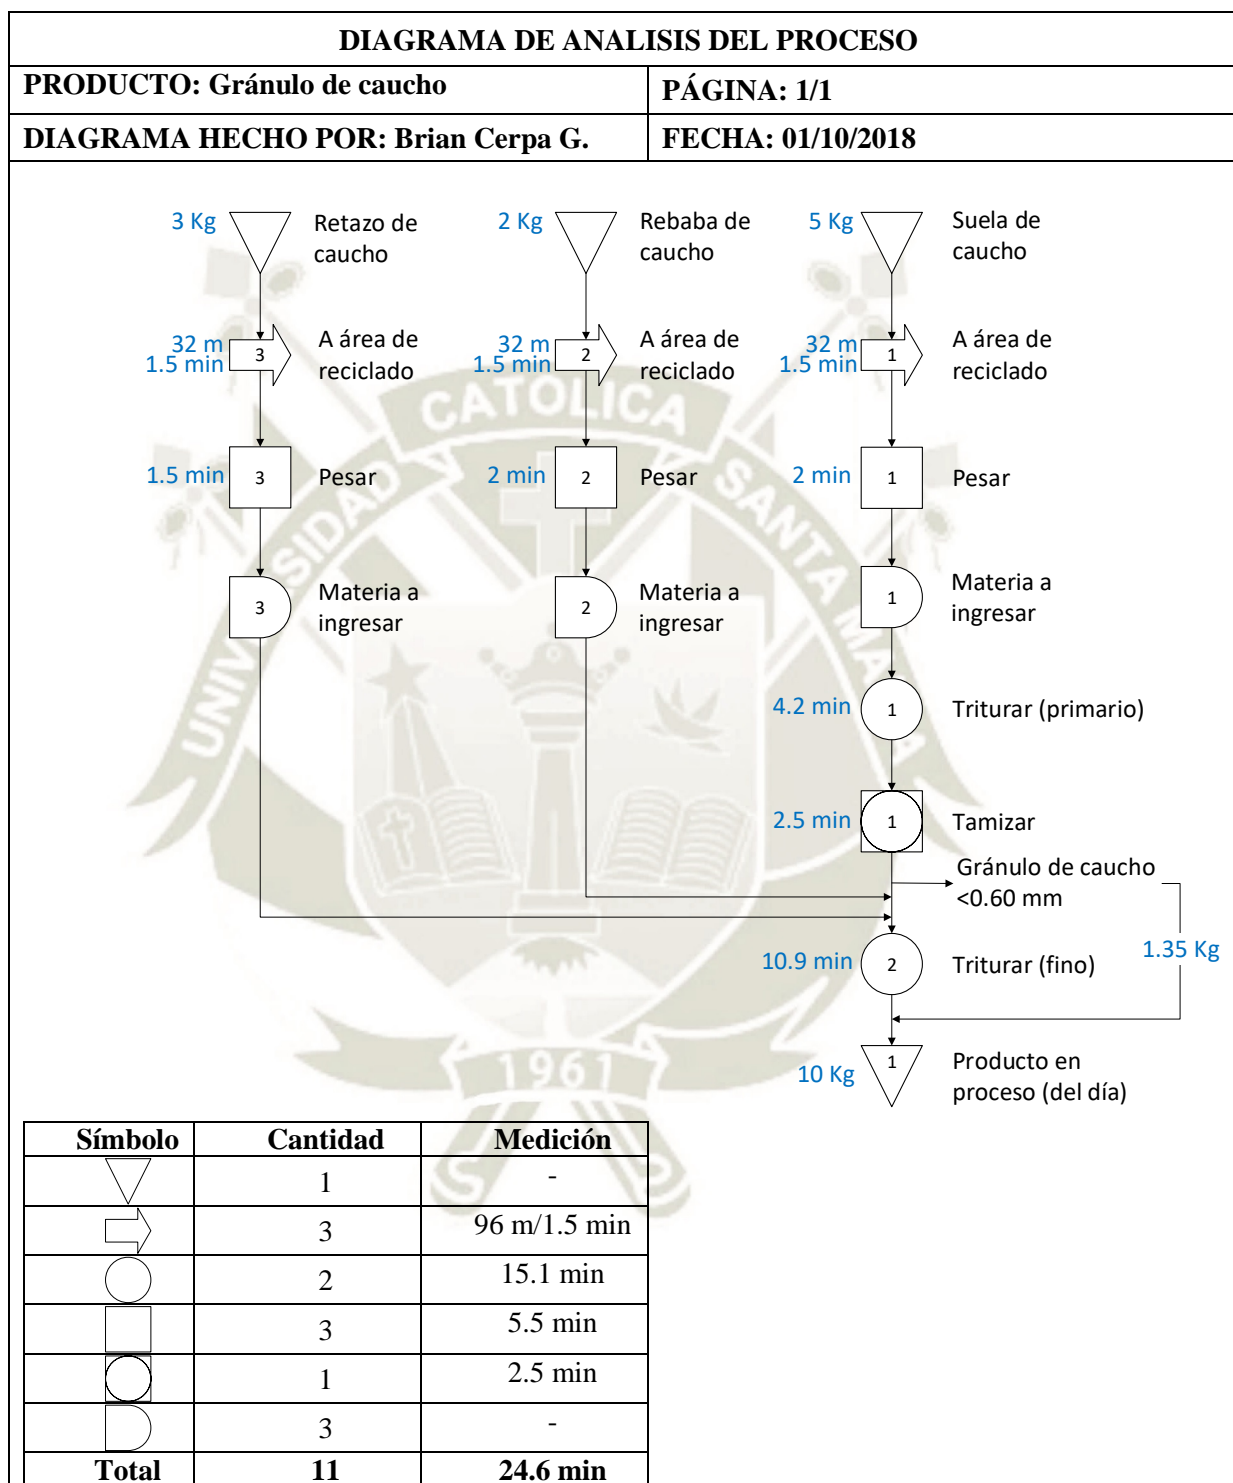 DIAGRAMA DE ANALISIS DEL PROCESO
PRODUCTO: Gránulo de caucho
PÁGINA: 1/1
DIAGRAMA HECHO POR: Brian Cerpa G.
FECHA: 01/10/2018
3 Kg
Retazo de
caucho
2 Kg
Rebaba de
caucho
5 Kg
Suela de
caucho
32 m
1.5 min
3
A área de
reciclado
32 m
1.5 min
2
A área de
reciclado
32 m
1.5 min
1
A área de
reciclado
1.5 min
3
Pesar
2 min
2
Pesar
2 min
1
Pesar
3
Materia a
ingresar
2
Materia a
ingresar
1
Materia a
ingresar
4.2 min
1
Triturar (primario)
2.5 min
1
Tamizar
Gránulo de caucho
<0.60 mm
1.35 Kg
10.9 min
2
Triturar (fino)
10 Kg
1
Producto en
proceso (del día)
UNIVERSIDAD CATOLICA SANTA MARIA
1961
Símbolo Cantidad Medición
1 -
3 96 m/1.5 min
2 15.1 min
3 5.5 min
1 2.5 min
3 -
Total 11 24.6 min